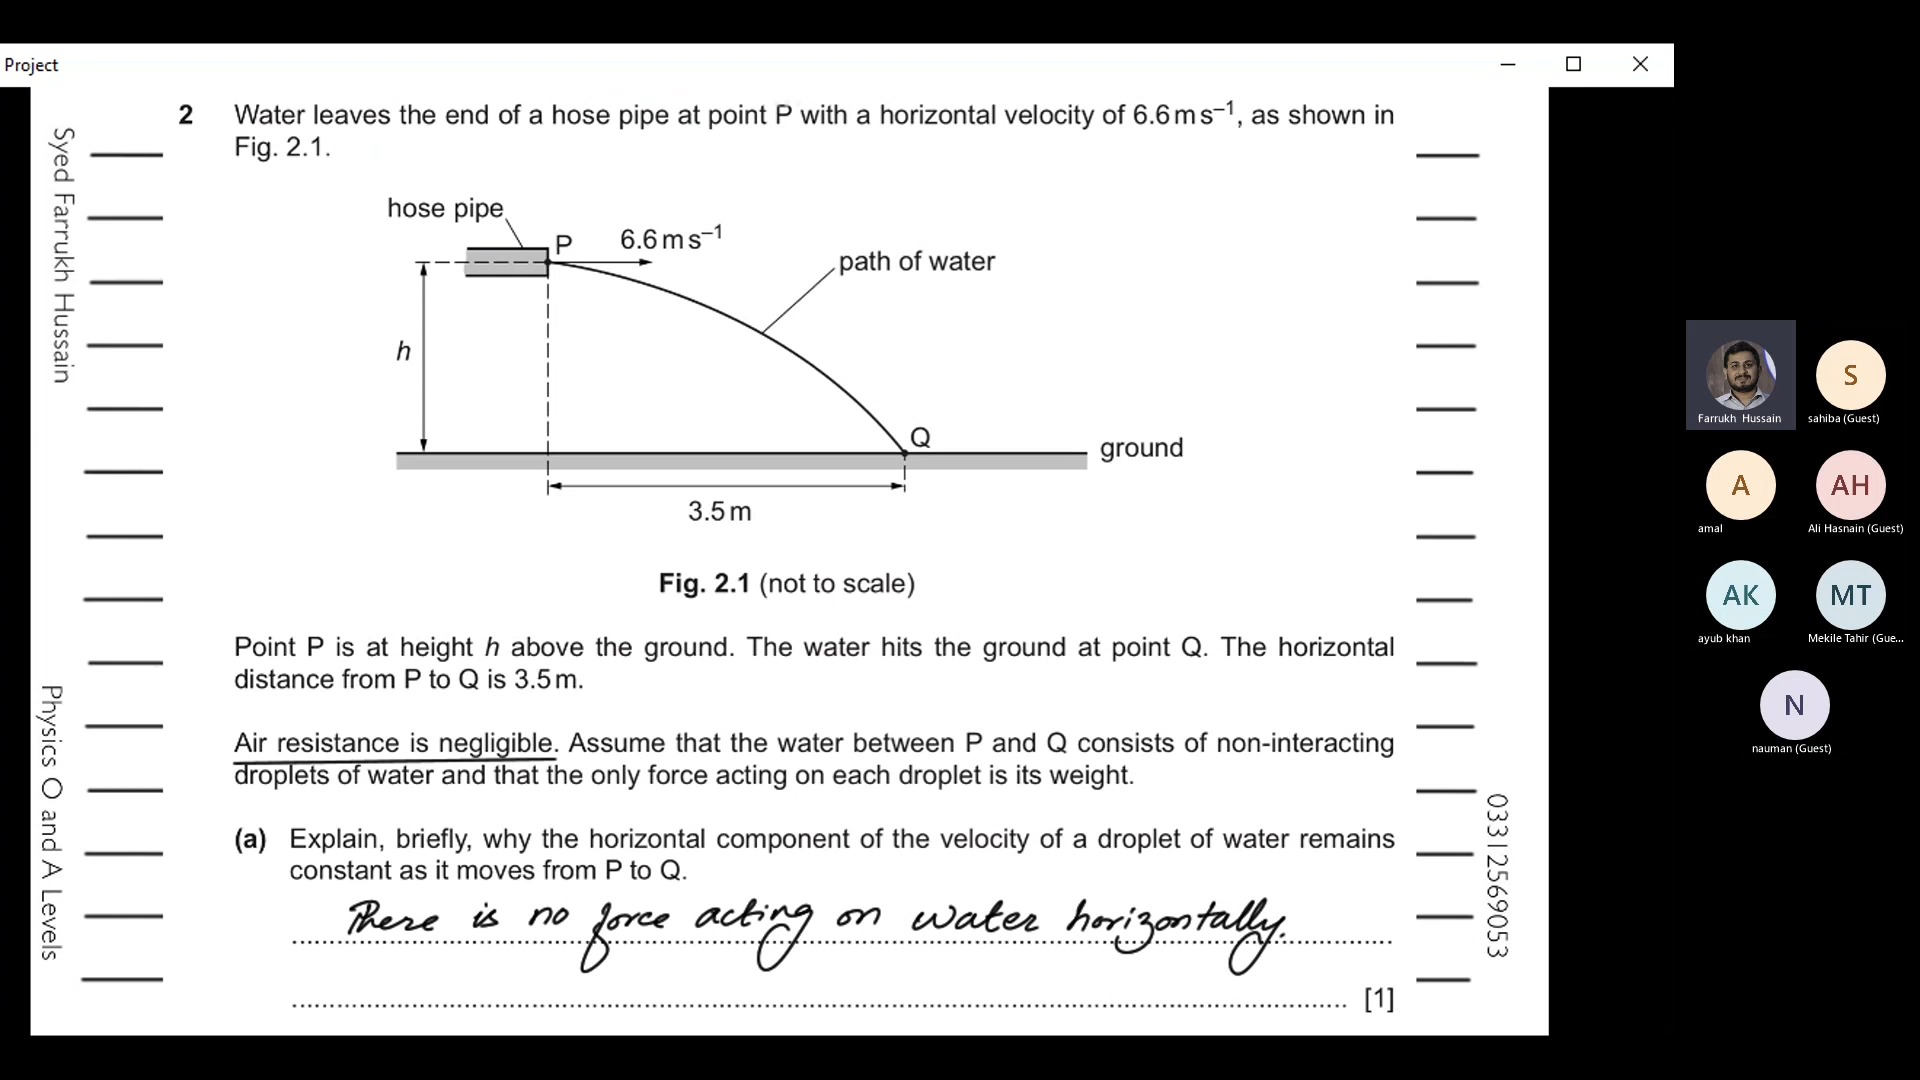 Project
2 Water leaves the end of a hose pipe at point P with a horizontal velocity of 6.6 m s⁻¹, as shown in
Fig. 2.1.
hose pipe
P
6.6 m s⁻¹
path of water
h
Q
ground
3.5 m
Fig. 2.1 (not to scale)
Point P is at height h above the ground. The water hits the ground at point Q. The horizontal
distance from P to Q is 3.5 m.
Air resistance is negligible. Assume that the water between P and Q consists of non-interacting
droplets of water and that the only force acting on each droplet is its weight.
(a) Explain, briefly, why the horizontal component of the velocity of a droplet of water remains
constant as it moves from P to Q.
There is no force acting on water horizontally.
[1]
Syed Farrukh Hussain
Physics O and A Levels
03312569053
Farrukh Hussain
S
sahiba (Guest)
A
amal
AH
Ali Hasnain (Guest)
AK
ayub khan
MT
Mekile Tahir (Gue...
N
nauman (Guest)